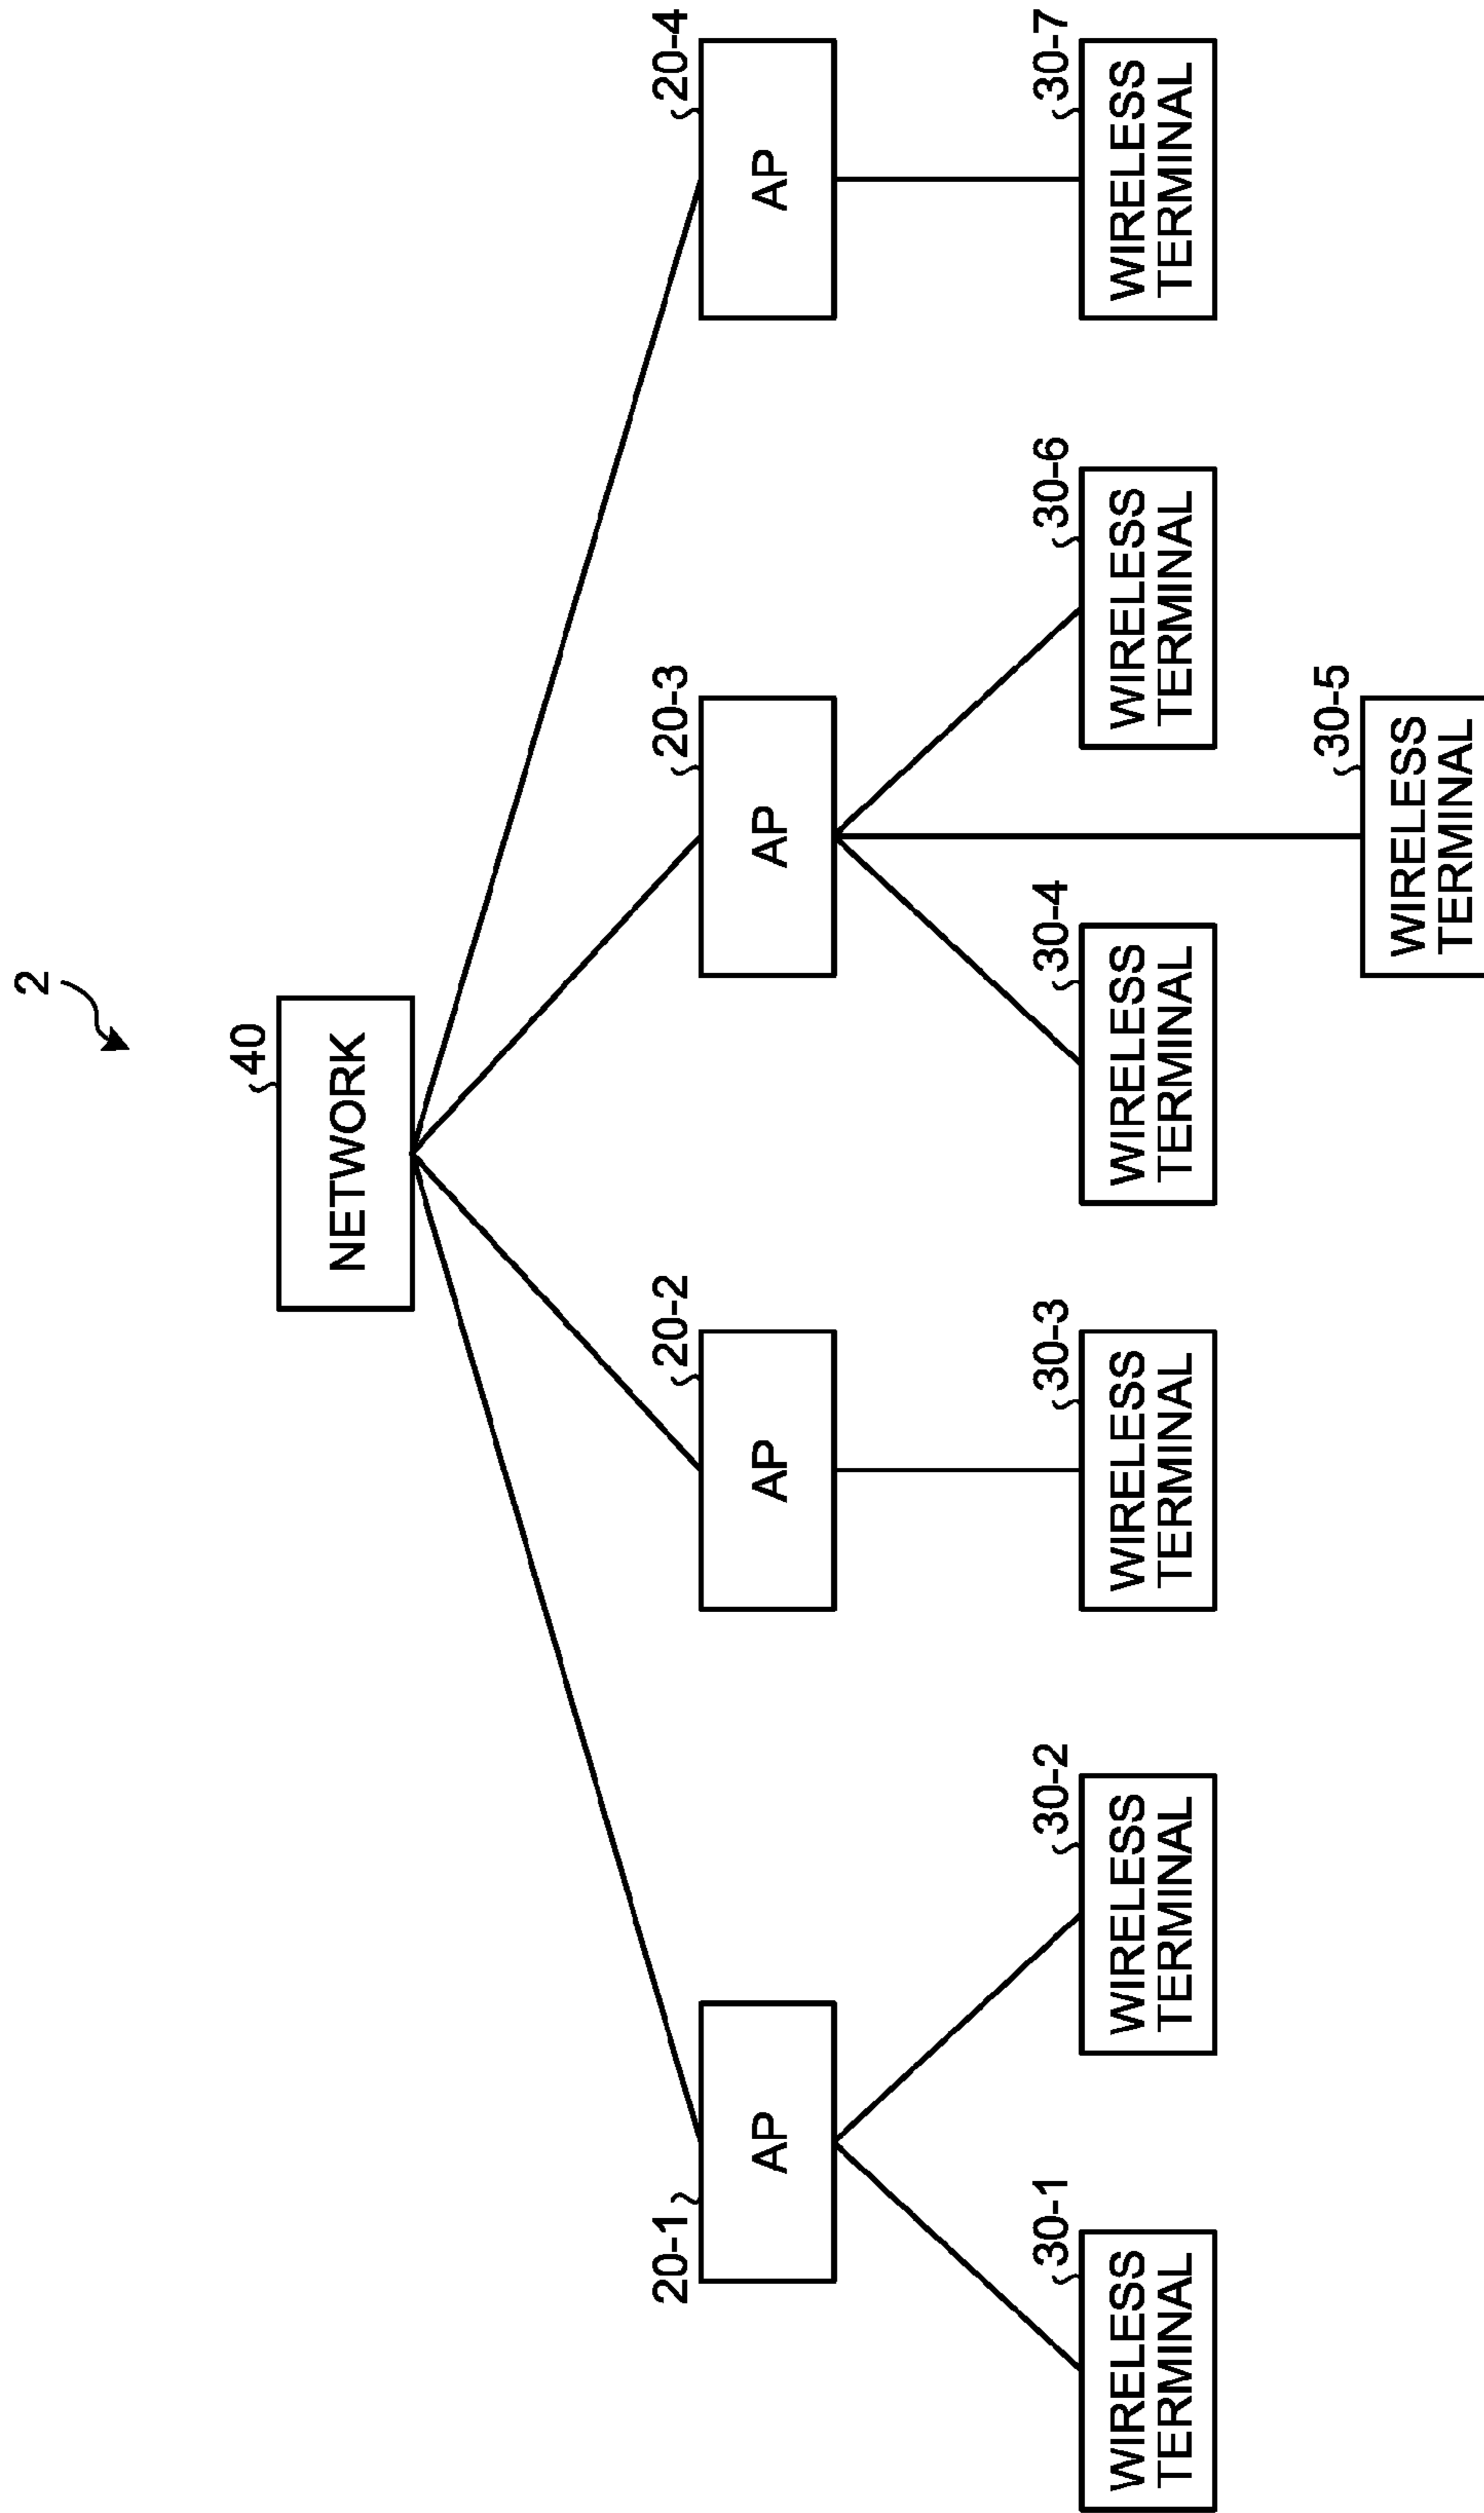 2
40
NETWORK
20-1
AP
20-2
AP
20-3
AP
20-4
AP
30-1
WIRELESS
TERMINAL
30-2
WIRELESS
TERMINAL
30-3
WIRELESS
TERMINAL
30-4
WIRELESS
TERMINAL
30-6
WIRELESS
TERMINAL
30-7
WIRELESS
TERMINAL
30-5
WIRELESS
TERMINAL